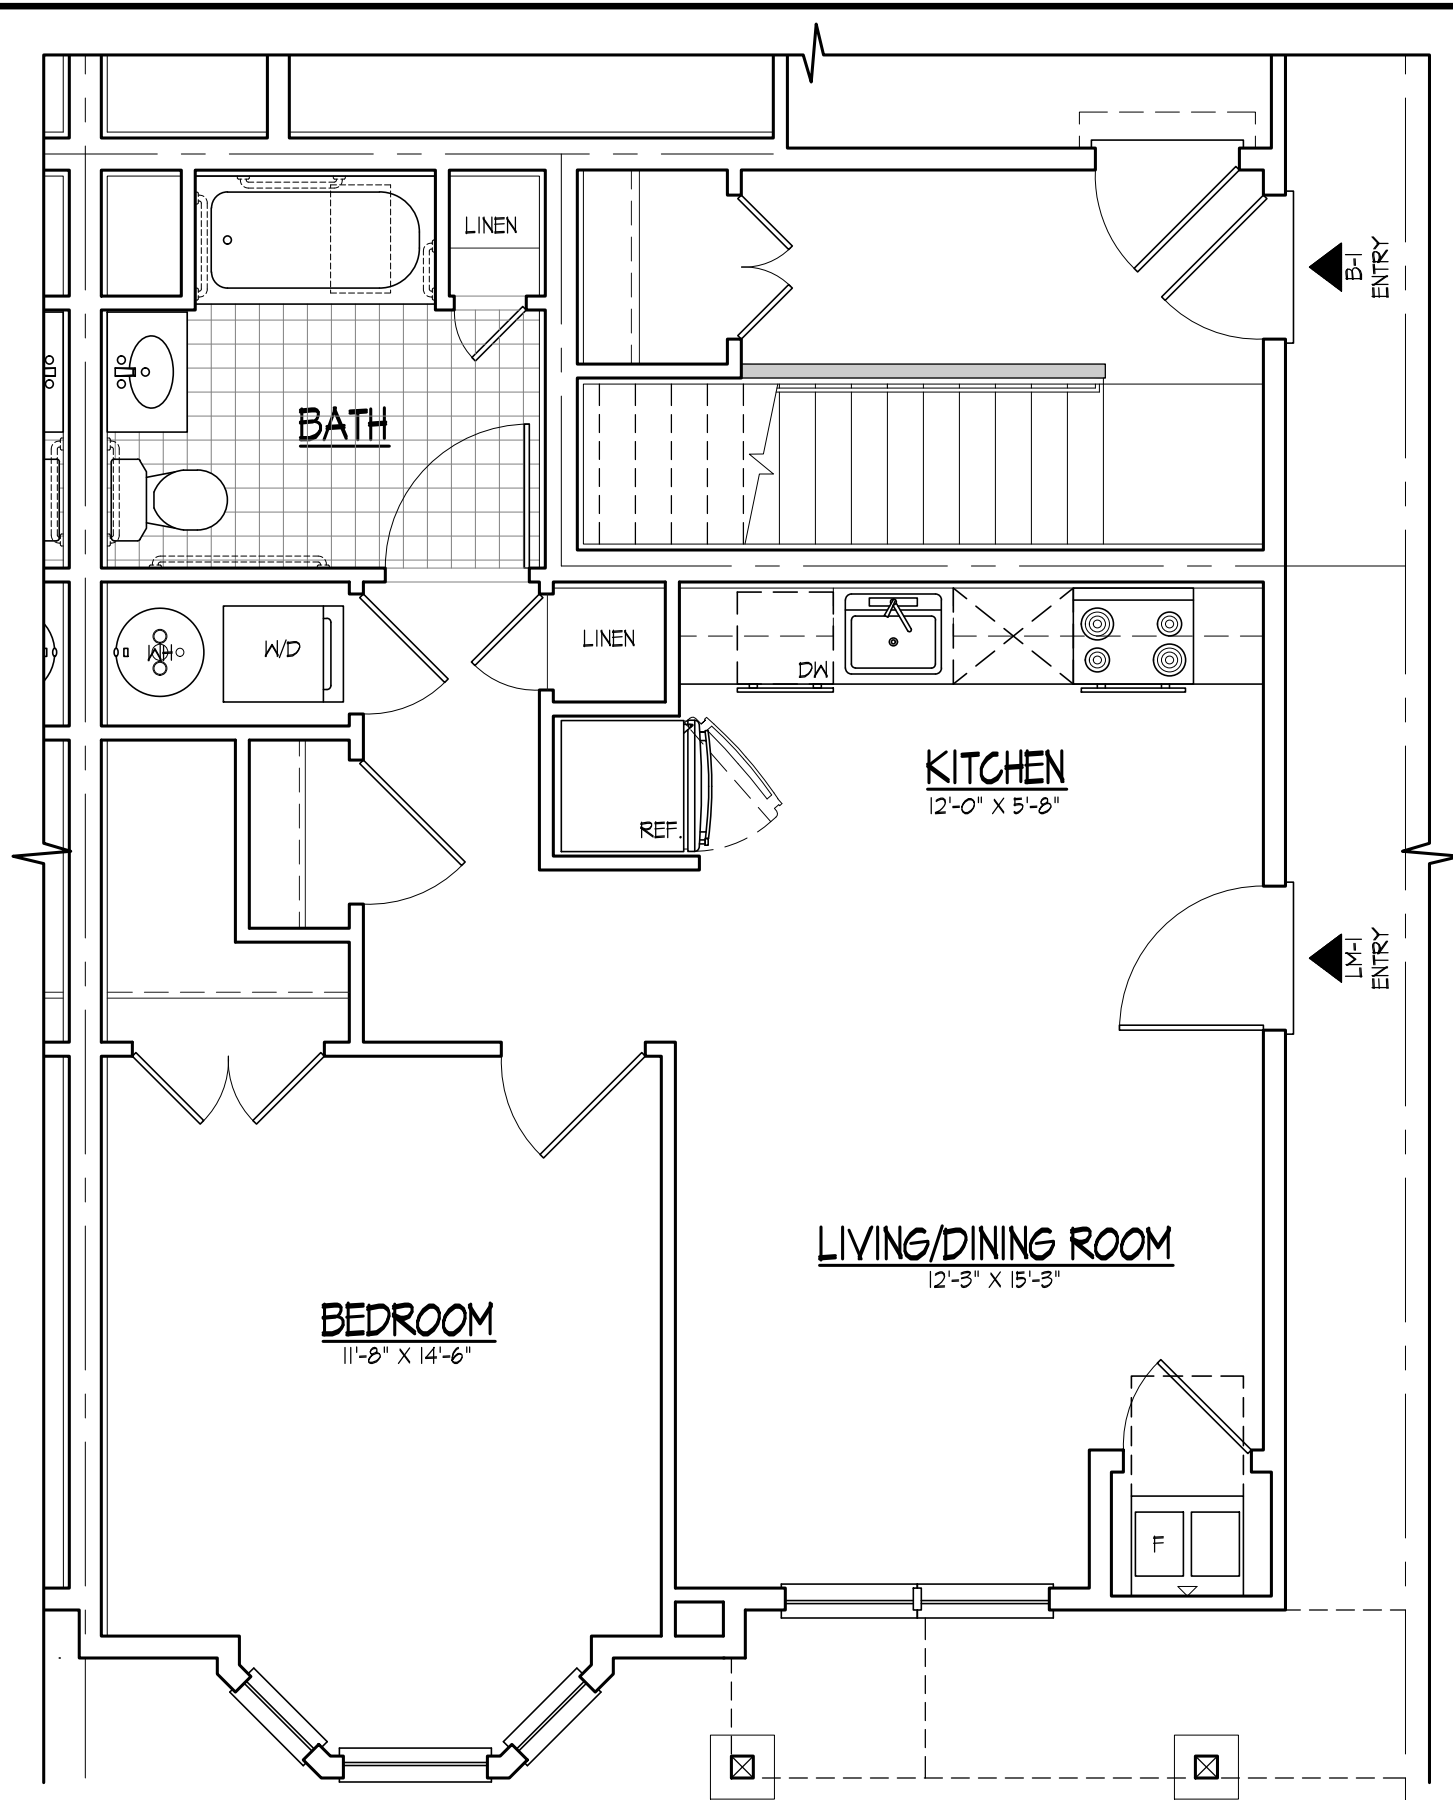 LINEN
B-1
ENTRY
BATH
WH
W/D
LINEN
DW
KITCHEN
12'-0" X 5'-8"
REF.
LM-1
ENTRY
LIVING/DINING ROOM
12'-3" X 15'-3"
BEDROOM
11'-8" X 14'-6"
F